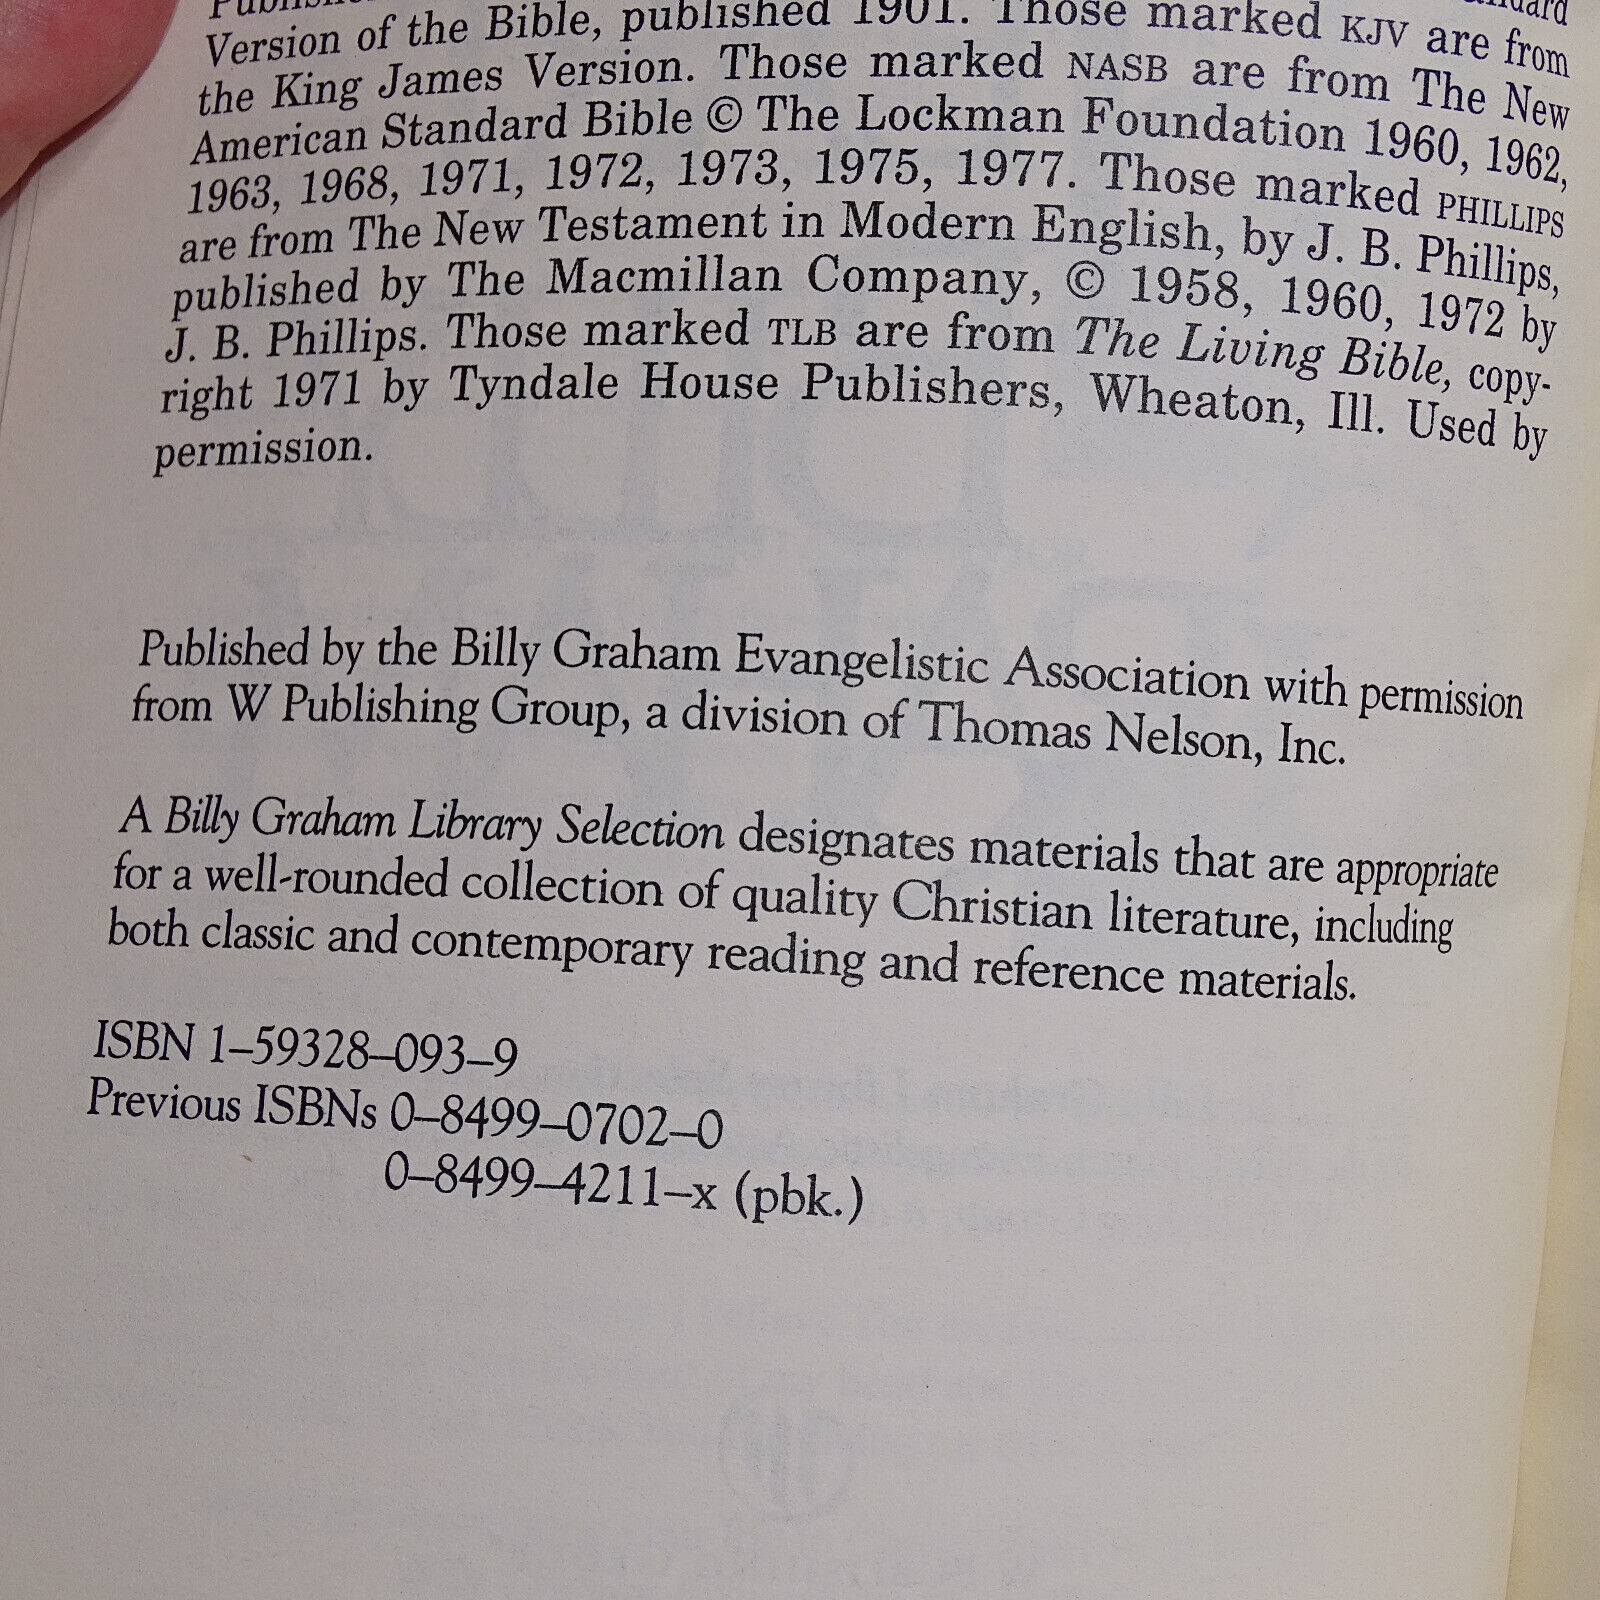 Version of the Bible, published 1901. Those marked KJV are from
the King James Version. Those marked NASB are from The New
American Standard Bible © The Lockman Foundation 1960, 1962,
1963, 1968, 1971, 1972, 1973, 1975, 1977. Those marked PHILLIPS
are from The New Testament in Modern English, by J. B. Phillips,
published by The Macmillan Company, © 1958, 1960, 1972 by
J. B. Phillips. Those marked TLB are from The Living Bible, copy-
right 1971 by Tyndale House Publishers, Wheaton, Ill. Used by
permission.
Published by the Billy Graham Evangelistic Association with permission
from W Publishing Group, a division of Thomas Nelson, Inc.
A Billy Graham Library Selection designates materials that are appropriate
for a well-rounded collection of quality Christian literature, including
both classic and contemporary reading and reference materials.
ISBN 1–59328–093–9
Previous ISBNs 0–8499–0702–0
0–8499–4211–x (pbk.)